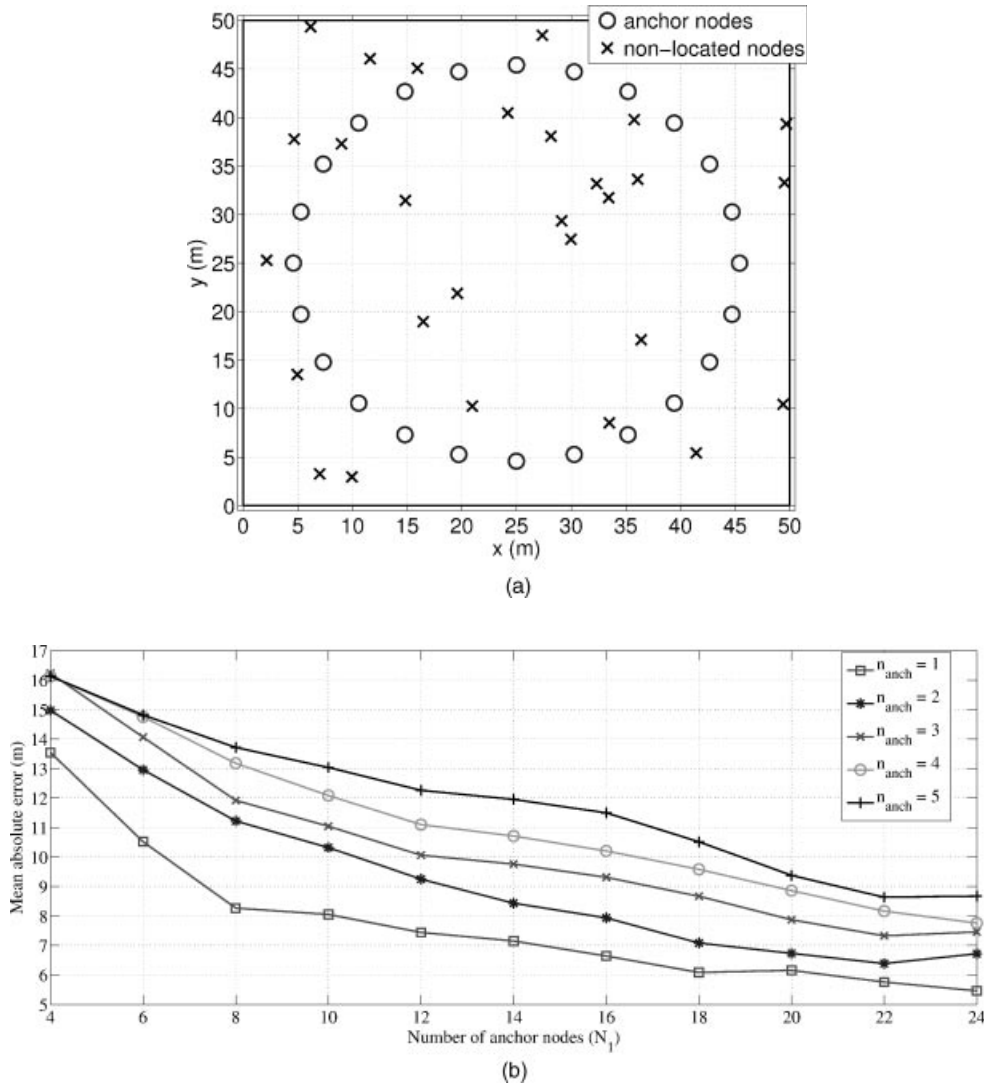 anchor nodes
non-located nodes
50
45
40
35
30
25
20
15
10
5
0
y (m)
0 5 10 15 20 25 30 35 40 45 50
x (m)
(a)
17
16
15
14
13
12
11
10
9
8
7
6
5
Mean absolute error (m)
n_anch = 1
n_anch = 2
n_anch = 3
n_anch = 4
n_anch = 5
4 6 8 10 12 14 16 18 20 22 24
Number of anchor nodes (N_1)
(b)